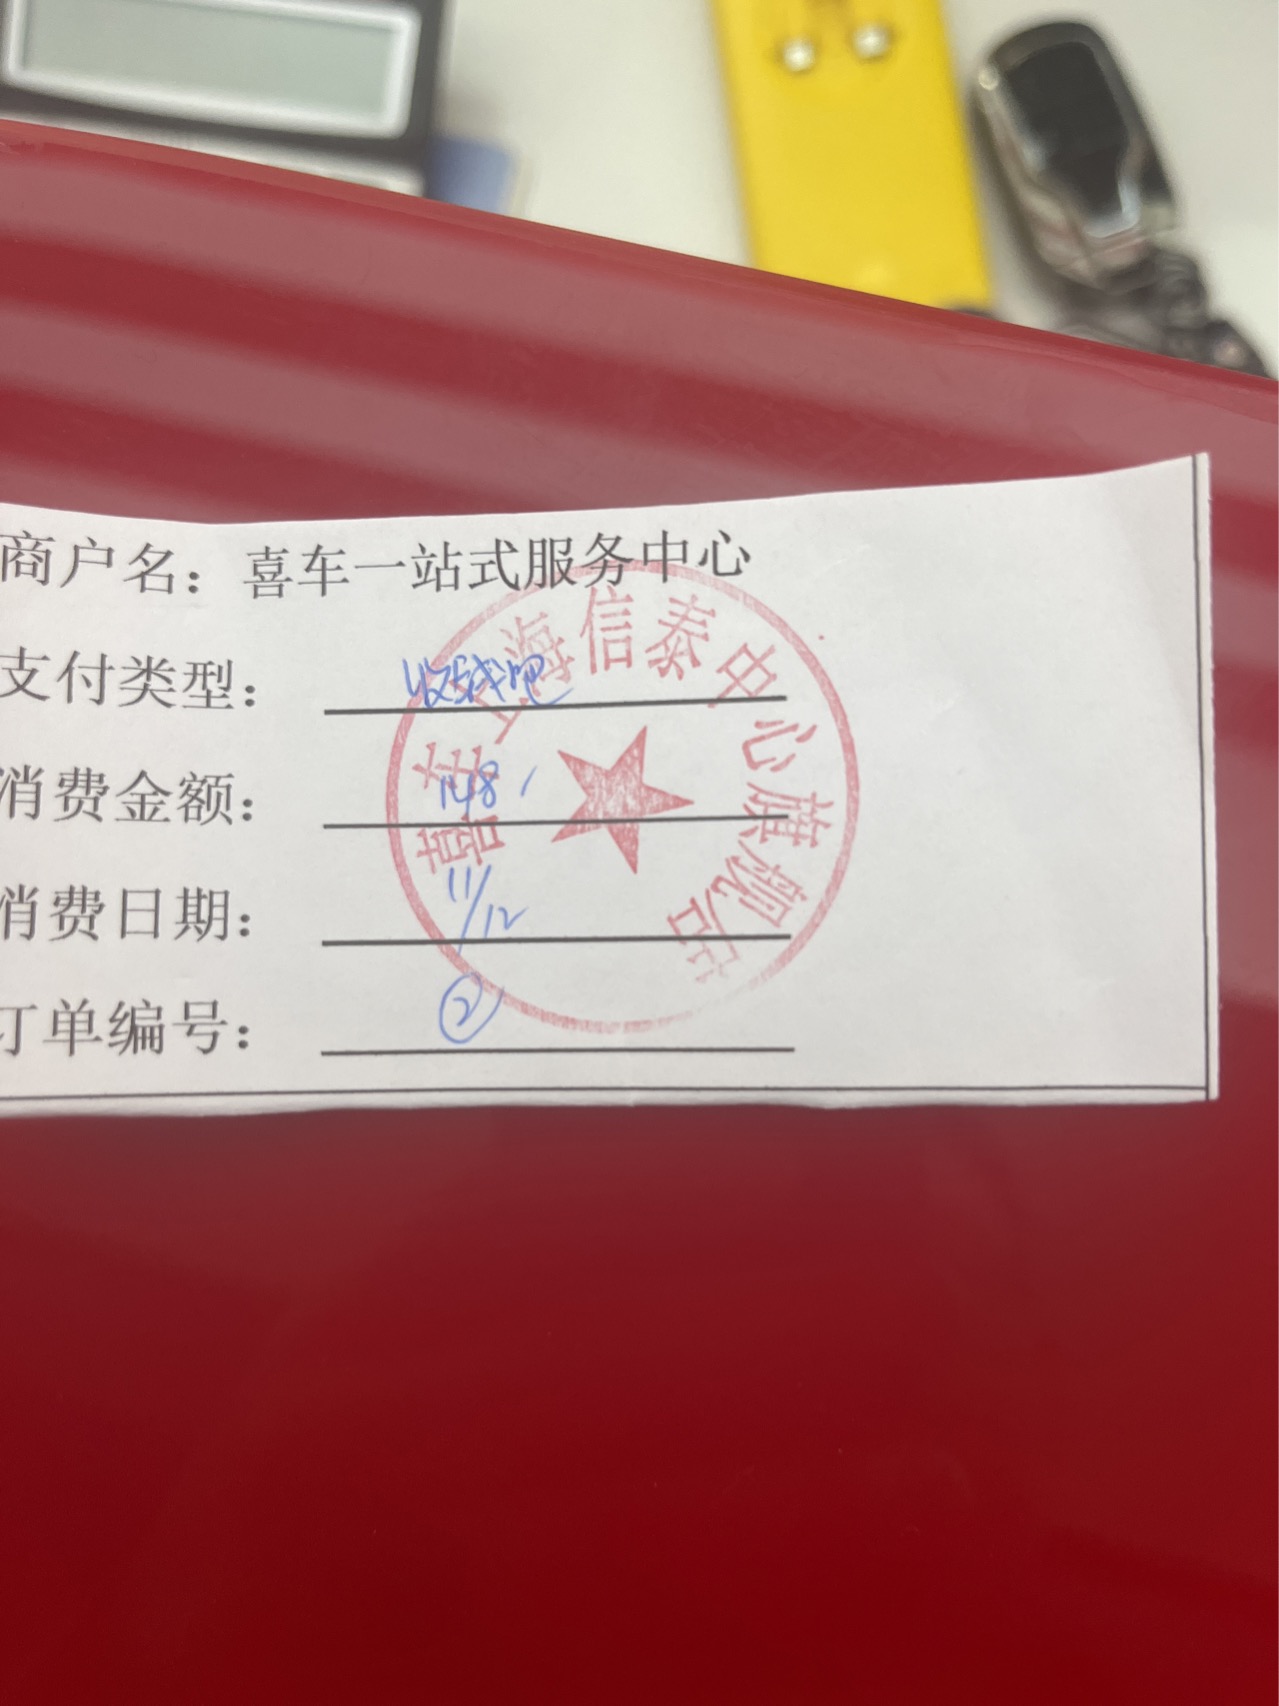 商户名：喜车一站式服务中心
支付类型：收钱吧
消费金额：148
消费日期：11/12
订单编号：②
喜车上海信泰中心旗舰店